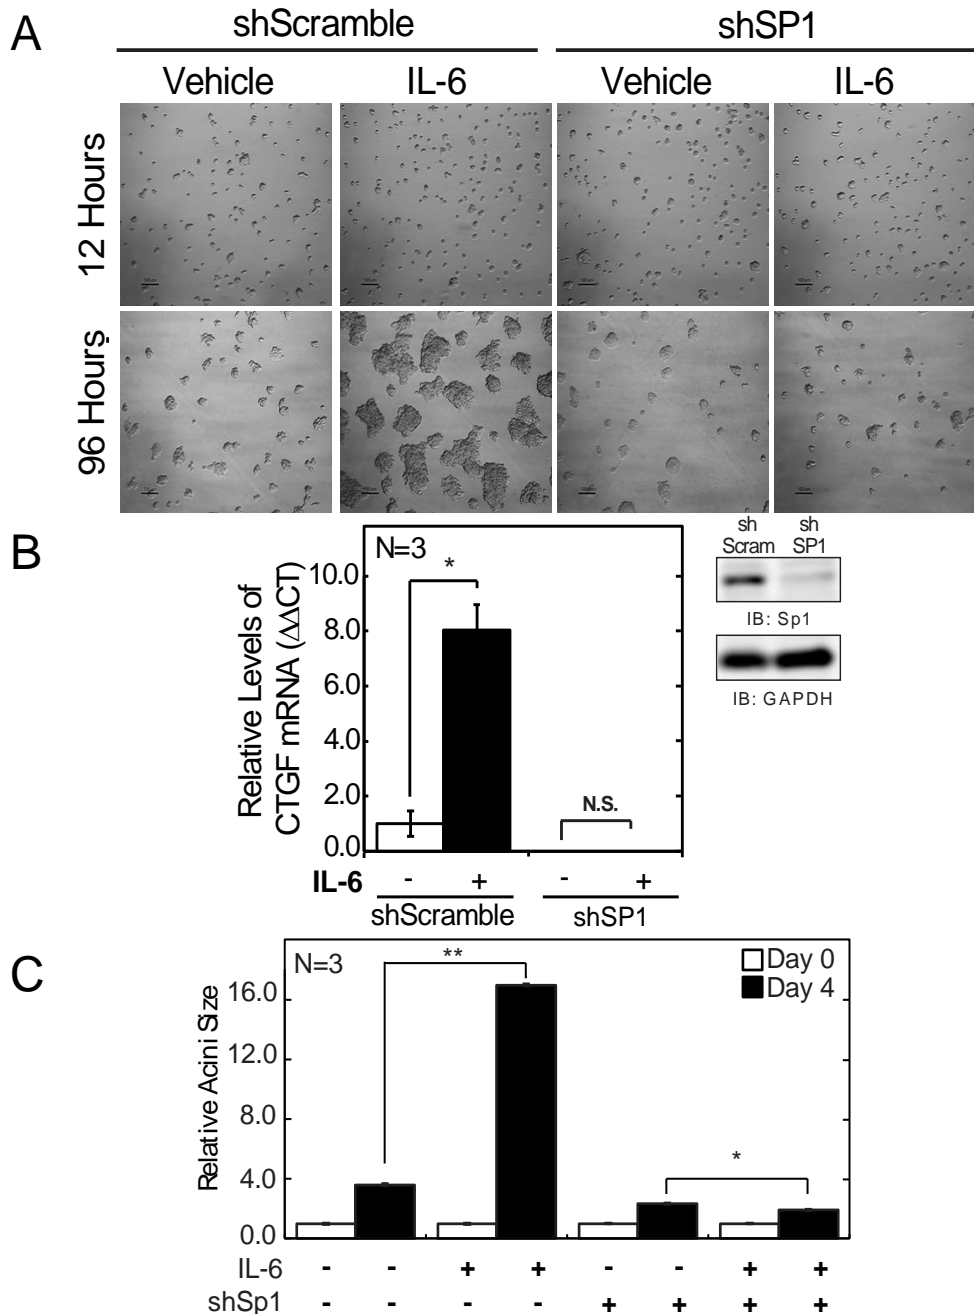 A
shScramble shSP1
Vehicle IL-6 Vehicle IL-6
12 Hours
96 Hours
B
N=3
*
Relative Levels of
CTGF mRNA (ΔΔCT)
10.0
8.0
6.0
4.0
2.0
0.0
N.S.
IL-6 - + - +
shScramble shSP1
sh sh
Scram SP1
IB: Sp1
IB: GAPDH
C
N=3
**
*
Day 0
Day 4
Relative Acini Size
16.0
12.0
8.0
4.0
0.0
IL-6 - - + + - - + +
shSp1 - - - - + + + +